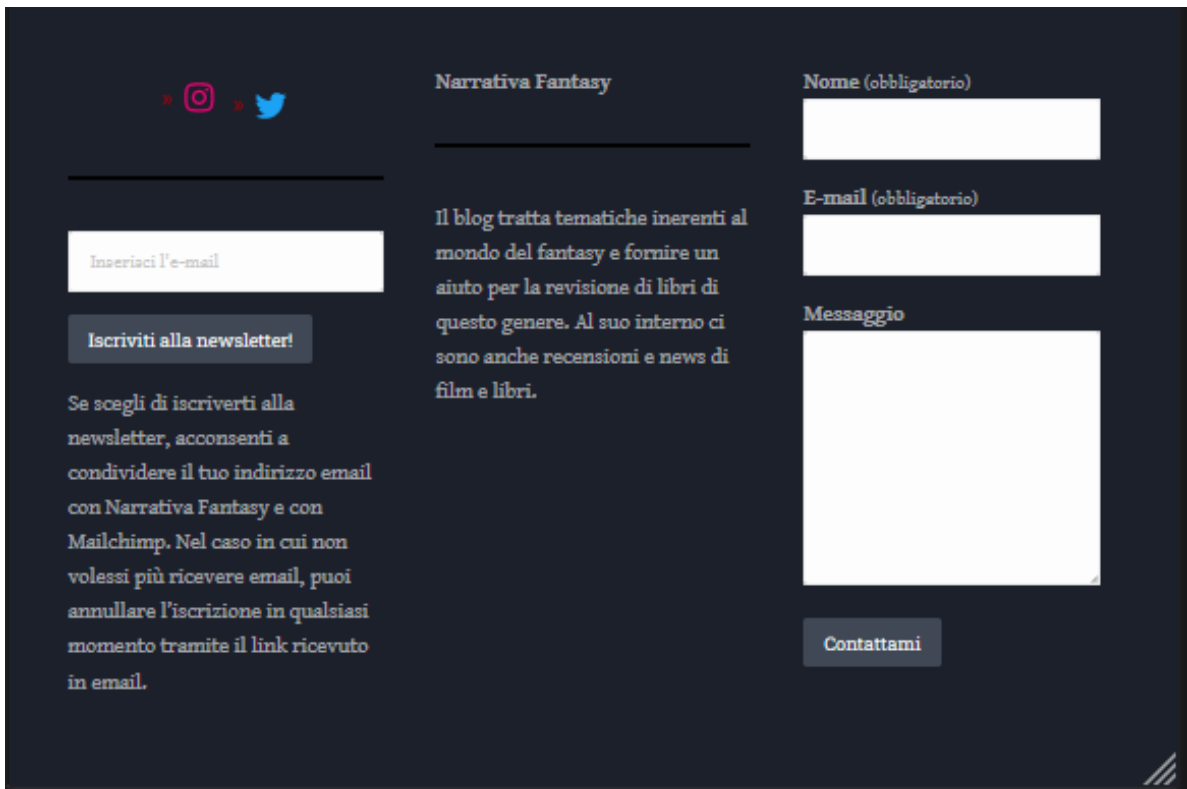 »
»
Inserisci l'e-mail
Iscriviti alla newsletter!
Se scegli di iscriverti alla
newsletter, acconsenti a
condividere il tuo indirizzo email
con Narrativa Fantasy e con
Mailchimp. Nel caso in cui non
volessi più ricevere email, puoi
annullare l'iscrizione in qualsiasi
momento tramite il link ricevuto
in email.
Narrativa Fantasy
Il blog tratta tematiche inerenti al
mondo del fantasy e fornire un
aiuto per la revisione di libri di
questo genere. Al suo interno ci
sono anche recensioni e news di
film e libri.
Nome (obbligatorio)
E-mail (obbligatorio)
Messaggio
Contattami